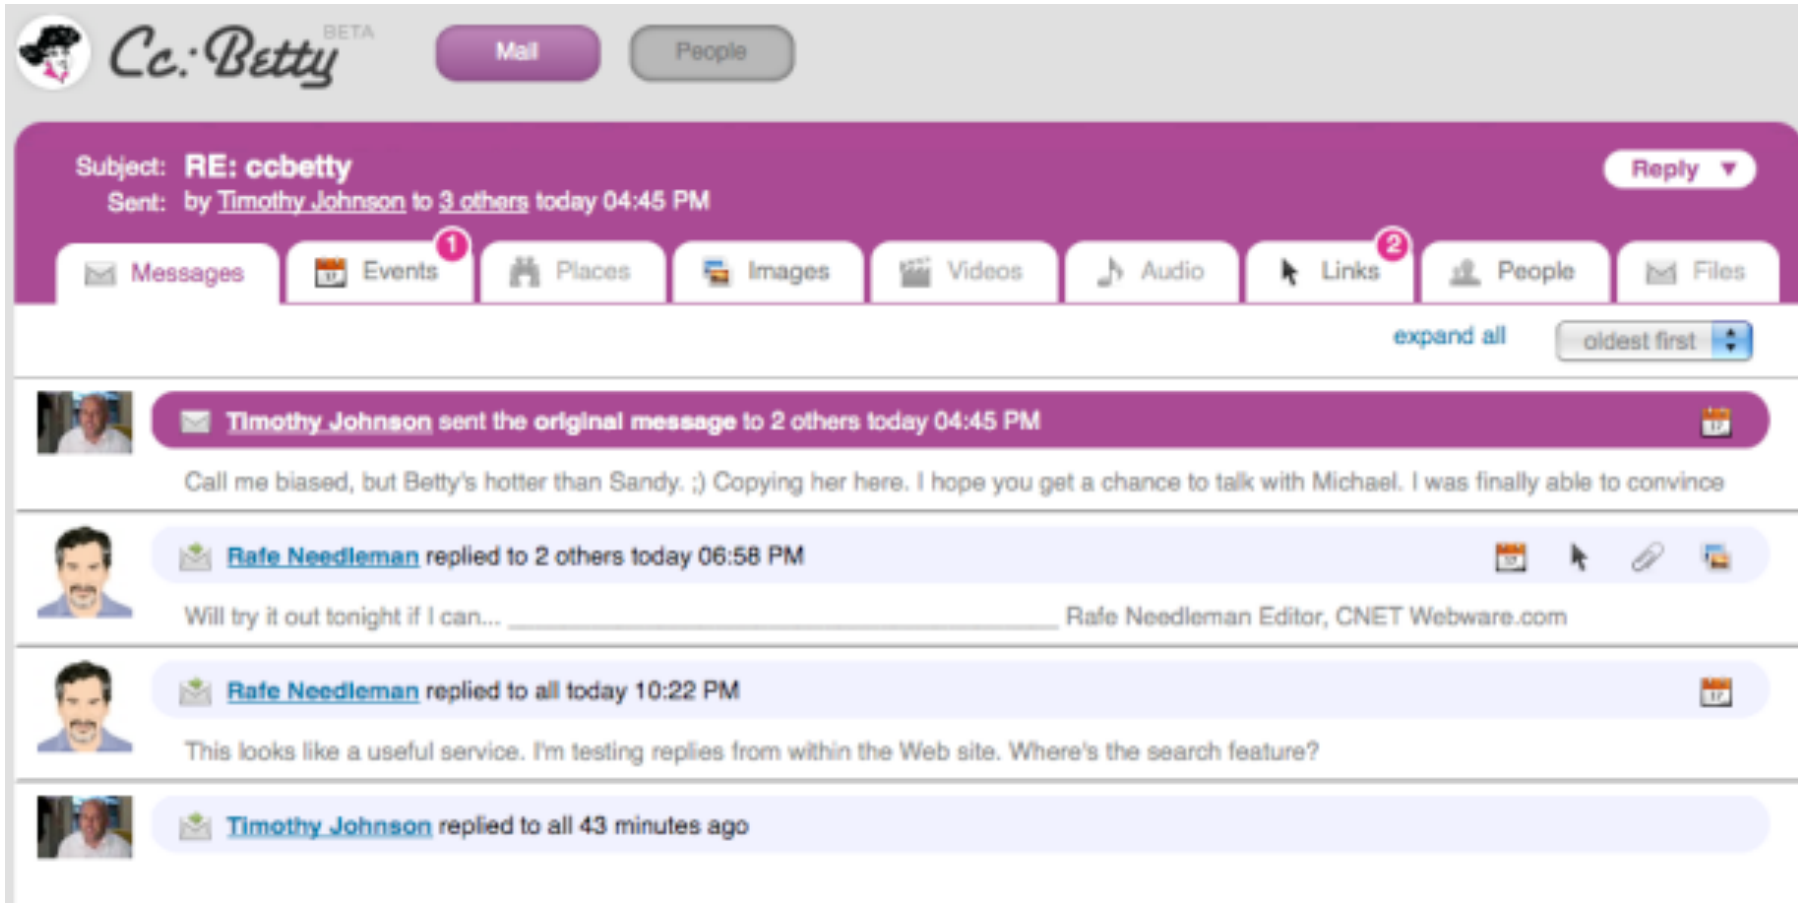 Cc: Betty BETA
Mail People
Subject: RE: ccbetty
Reply
Sent: by Timothy Johnson to 3 others today 04:45 PM
1 2
Messages Events Places Images Videos Audio Links People Files
expand all oldest first
Timothy Johnson sent the original message to 2 others today 04:45 PM
17
Call me biased, but Betty's hotter than Sandy. ;) Copying her here. I hope you get a chance to talk with Michael. I was finally able to convince
Rafe Needleman replied to 2 others today 06:58 PM
17
Will try it out tonight if I can... __________________________________________ Rafe Needleman Editor, CNET Webware.com
Rafe Needleman replied to all today 10:22 PM
17
This looks like a useful service. I'm testing replies from within the Web site. Where's the search feature?
Timothy Johnson replied to all 43 minutes ago